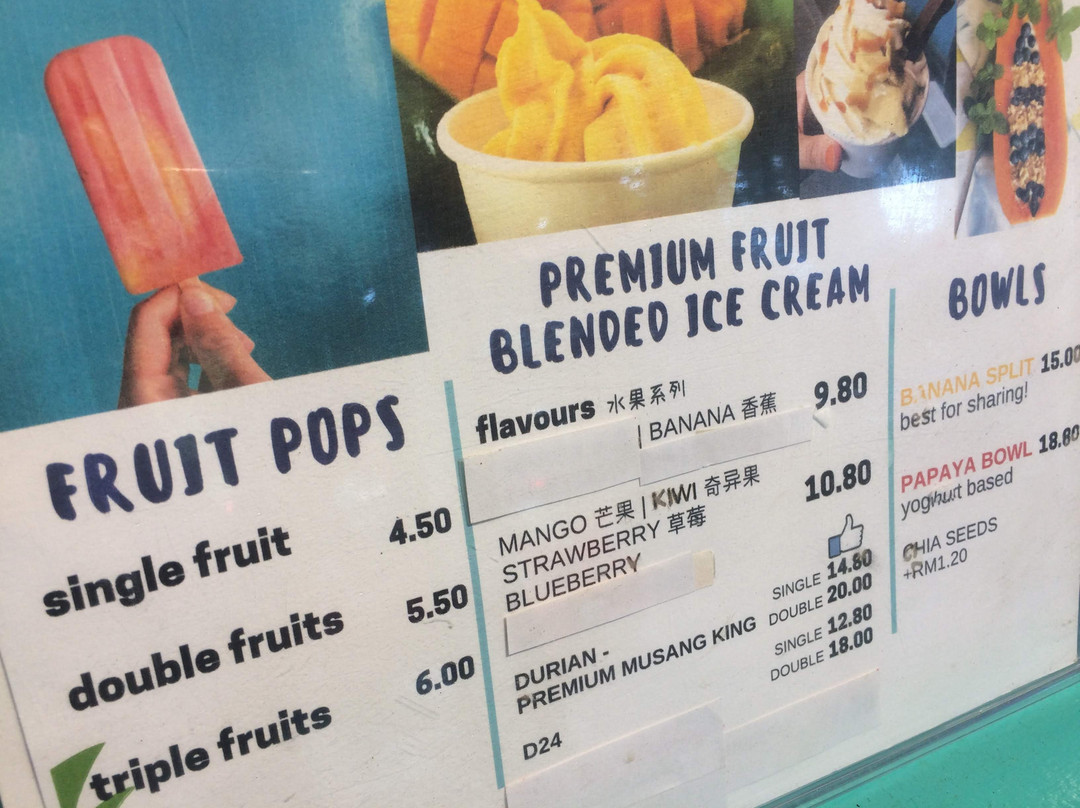 FRUIT POPS
single fruit 4.50
double fruits 5.50
triple fruits 6.00
PREMIUM FRUIT
BLENDED ICE CREAM
flavours 水果系列
| BANANA 香蕉 9.80
MANGO 芒果 | KIWI 奇异果 10.80
STRAWBERRY 草莓
BLUEBERRY
DURIAN -
PREMIUM MUSANG KING
SINGLE 14.80
DOUBLE 20.00
D24
SINGLE 12.80
DOUBLE 18.00
BOWLS
BANANA SPLIT 15.00
best for sharing!
PAPAYA BOWL 18.80
yoghurt based
CHIA SEEDS
+RM1.20